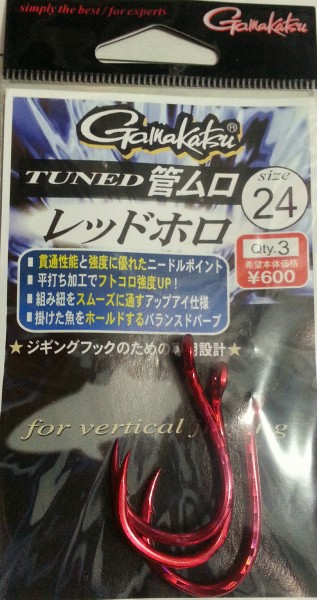 simply the best/for experts
Gamakatsu
Gamakatsu®
TUNED 管ムロ
size
24
レッドホロ
Qty. 3
希望本体価格
¥600
■ 貫通性能と強度に優れたニードルポイント
■ 平打ち加工でフトコロ強度UP!
■ 組み紐をスムーズに通すアップアイ仕様
■ 掛けた魚をホールドするバランスドバーブ
★ジギングフックのための 設計★
for vertical